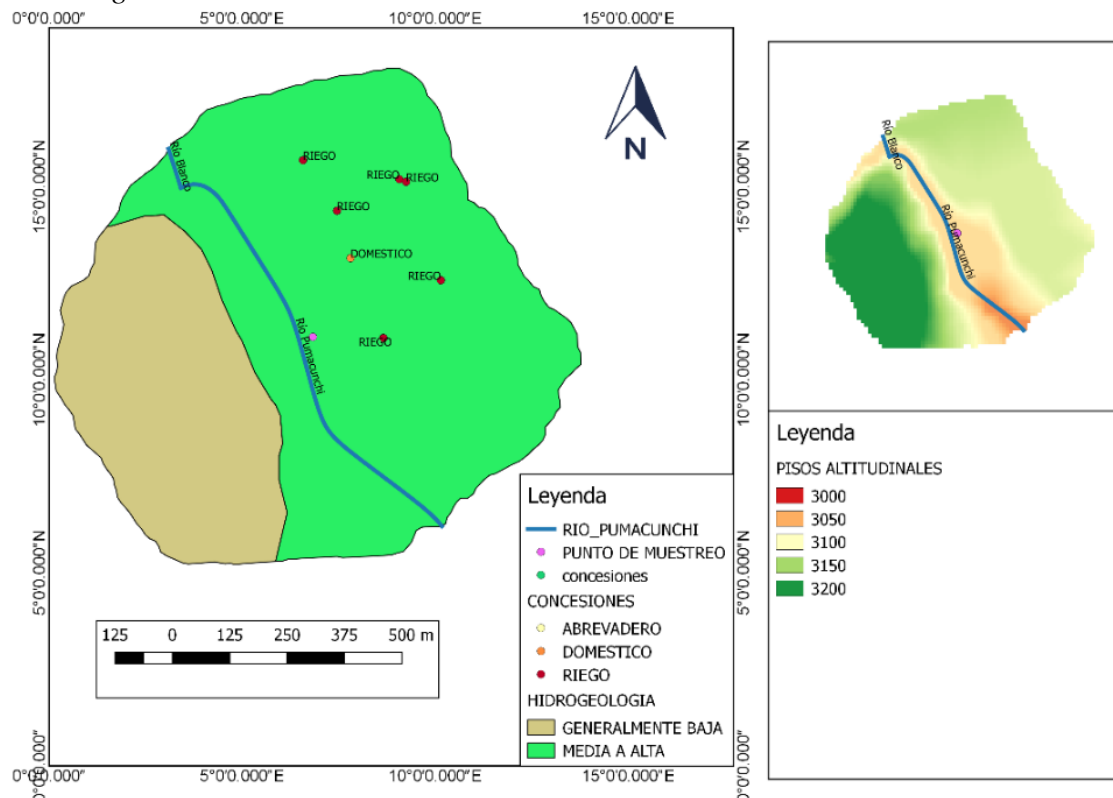 0°0'0.000"
5°0'0.000"E
10°0'0.000"E
15°0'0.000"E
15°0'0.000"N
10°0'0.000"N
5°0'0.000"N
0°0'0.000"
15°0'0.000"N
10°0'0.000"N
5°0'0.000"N
0°0'0.000"
0°0'0.000"
5°0'0.000"E
10°0'0.000"E
15°0'0.000"E
N
Río Blanco
RIEGO
RIEGO
RIEGO
RIEGO
DOMESTICO
RIEGO
Río Pumacunchi
RIEGO
125 0 125 250 375 500 m
Leyenda
RIO_PUMACUNCHI
PUNTO DE MUESTREO
concesiones
CONCESIONES
ABREVADERO
DOMESTICO
RIEGO
HIDROGEOLOGIA
GENERALMENTE BAJA
MEDIA A ALTA
Río Blanco
Río Pumacunchi
Leyenda
PISOS ALTITUDINALES
3000
3050
3100
3150
3200